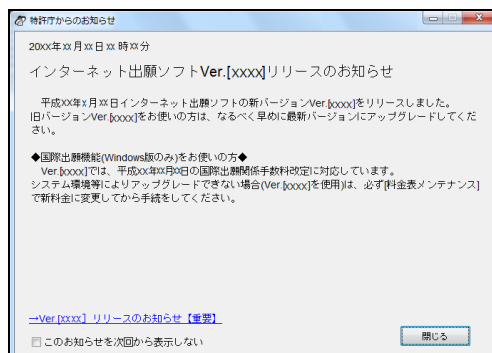 特許庁からのお知らせ
20xx年xx月xx日xx時xx分
インターネット出願ソフトVer.[xxxx]リリースのお知らせ
平成xx年x月xx日インターネット出願ソフトの新バージョンVer.[xxxx]をリリースしました。
旧バージョンVer.[xxxx]をお使いの方は、なるべく早めに最新バージョンにアップグレードしてくだ
さい。
◆国際出願機能(Windows版のみ)をお使いの方◆
Ver.[xxxx]では、平成xx年xx月xx日の国際出願関係手数料改定に対応しています。
システム環境等によりアップグレードできない場合(Ver.[xxxx]を使用)は、必ず[料金表メンテナンス]
で新料金に変更してから手続をしてください。
→Ver.[xxxx] リリースのお知らせ【重要】
このお知らせを次回から表示しない
閉じる